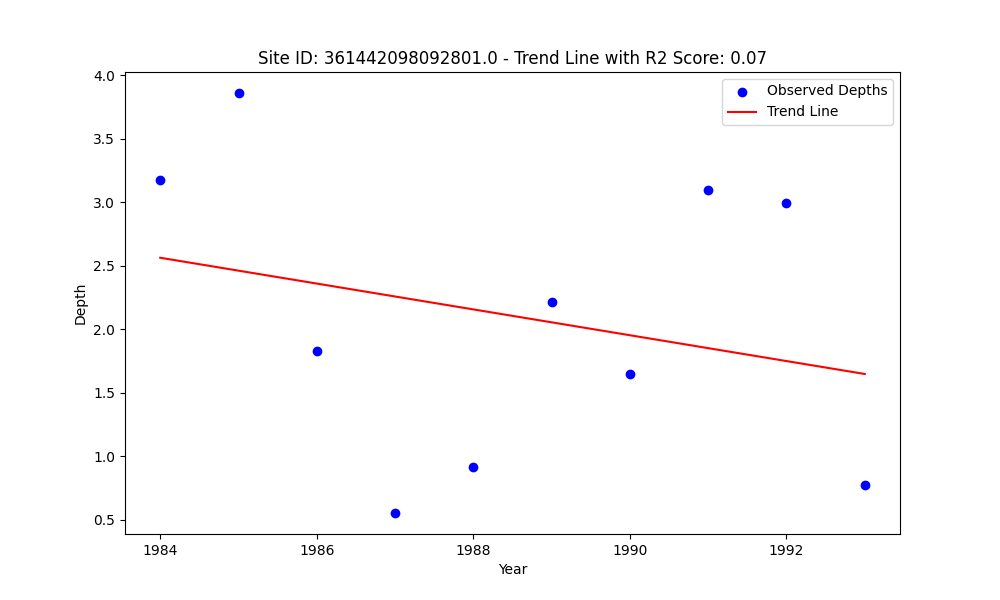 Site ID: 361442098092801.0 - Trend Line with R2 Score: 0.07
Observed Depths
Trend Line
4.0
3.5
3.0
2.5
2.0
1.5
1.0
0.5
Depth
1984
1986
1988
1990
1992
Year